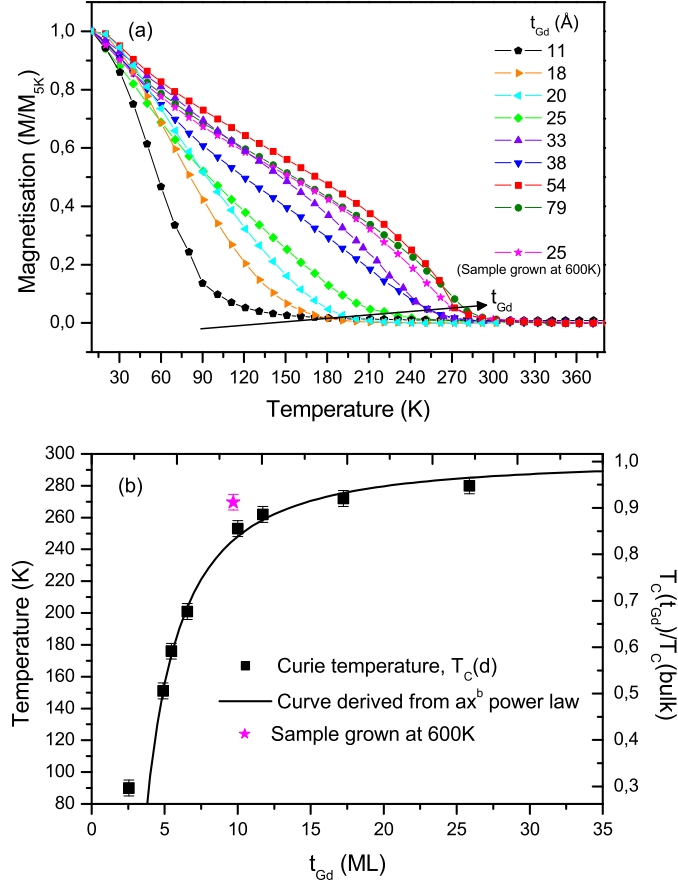 (a)
t_Gd (Å)
11
18
20
25
33
38
54
79
25
(Sample grown at 600K)
t_Gd
Magnetisation (M/M_5K)
1,0
0,8
0,6
0,4
0,2
0,0
30 60 90 120 150 180 210 240 270 300 330 360
Temperature (K)
(b)
Temperature (K)
300
280
260
240
220
200
180
160
140
120
100
80
Curie temperature, T_C(d)
Curve derived from ax^b power law
Sample grown at 600K
1,0
0,9
0,8
0,7
0,6
0,5
0,4
0,3
T_C(t_Gd)/T_C(bulk)
0 5 10 15 20 25 30 35
t_Gd (ML)